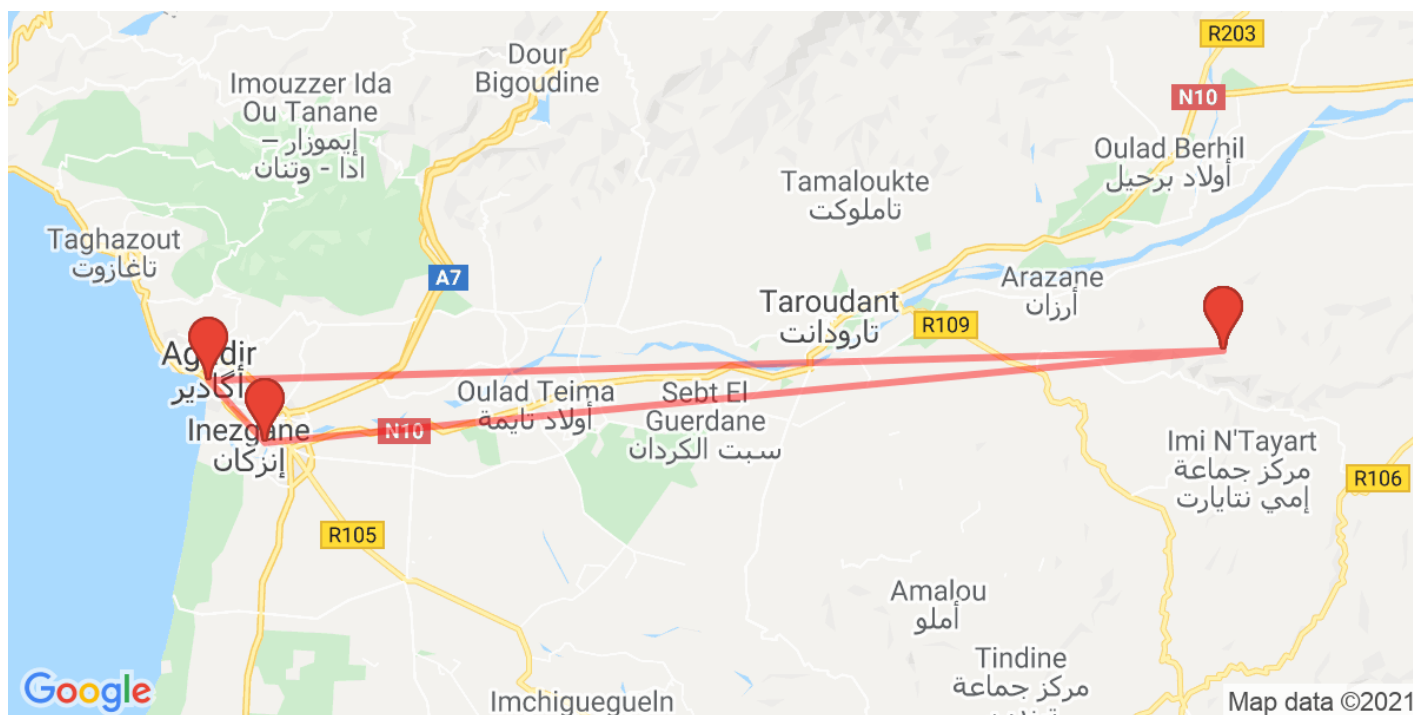 R203
Dour
Bigoudine
Imouzzer Ida
Ou Tanane
إيموزار –
ادا - وتنان
N10
Oulad Berhil
أولاد برحيل
Tamaloukte
تاملوكت
Taghazout
تاغازوت
A7
Arazane
أرزان
Taroudant
تارودانت
R109
Agadir
أكادير
Oulad Teima
أولاد تايمة
Sebt El
Guerdane
سبت الكردان
Inezgane
إنزكان
N10
Imi N'Tayart
مركز جماعة
إمي نتايارت
R106
R105
Amalou
أملو
Tindine
مركز جماعة
Imchiguegueln
Google
Map data ©2021